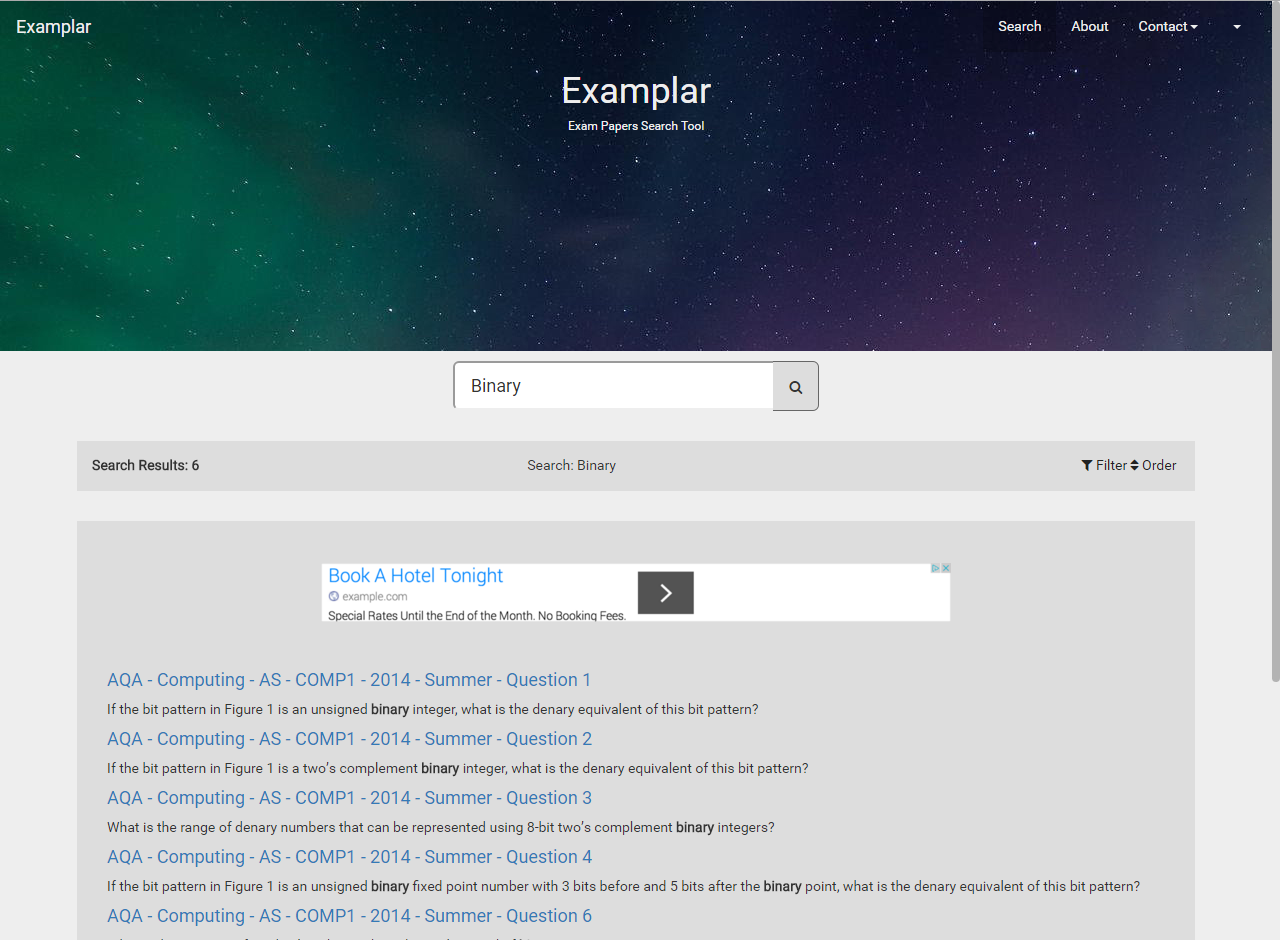 Examplar
Search About Contact
Examplar
Exam Papers Search Tool
Binary
Search Results: 6 Search: Binary Filter Order
Book A Hotel Tonight
example.com
Special Rates Until the End of the Month. No Booking Fees.
AQA - Computing - AS - COMP1 - 2014 - Summer - Question 1
If the bit pattern in Figure 1 is an unsigned binary integer, what is the denary equivalent of this bit pattern?
AQA - Computing - AS - COMP1 - 2014 - Summer - Question 2
If the bit pattern in Figure 1 is a two’s complement binary integer, what is the denary equivalent of this bit pattern?
AQA - Computing - AS - COMP1 - 2014 - Summer - Question 3
What is the range of denary numbers that can be represented using 8-bit two’s complement binary integers?
AQA - Computing - AS - COMP1 - 2014 - Summer - Question 4
If the bit pattern in Figure 1 is an unsigned binary fixed point number with 3 bits before and 5 bits after the binary point, what is the denary equivalent of this bit pattern?
AQA - Computing - AS - COMP1 - 2014 - Summer - Question 6